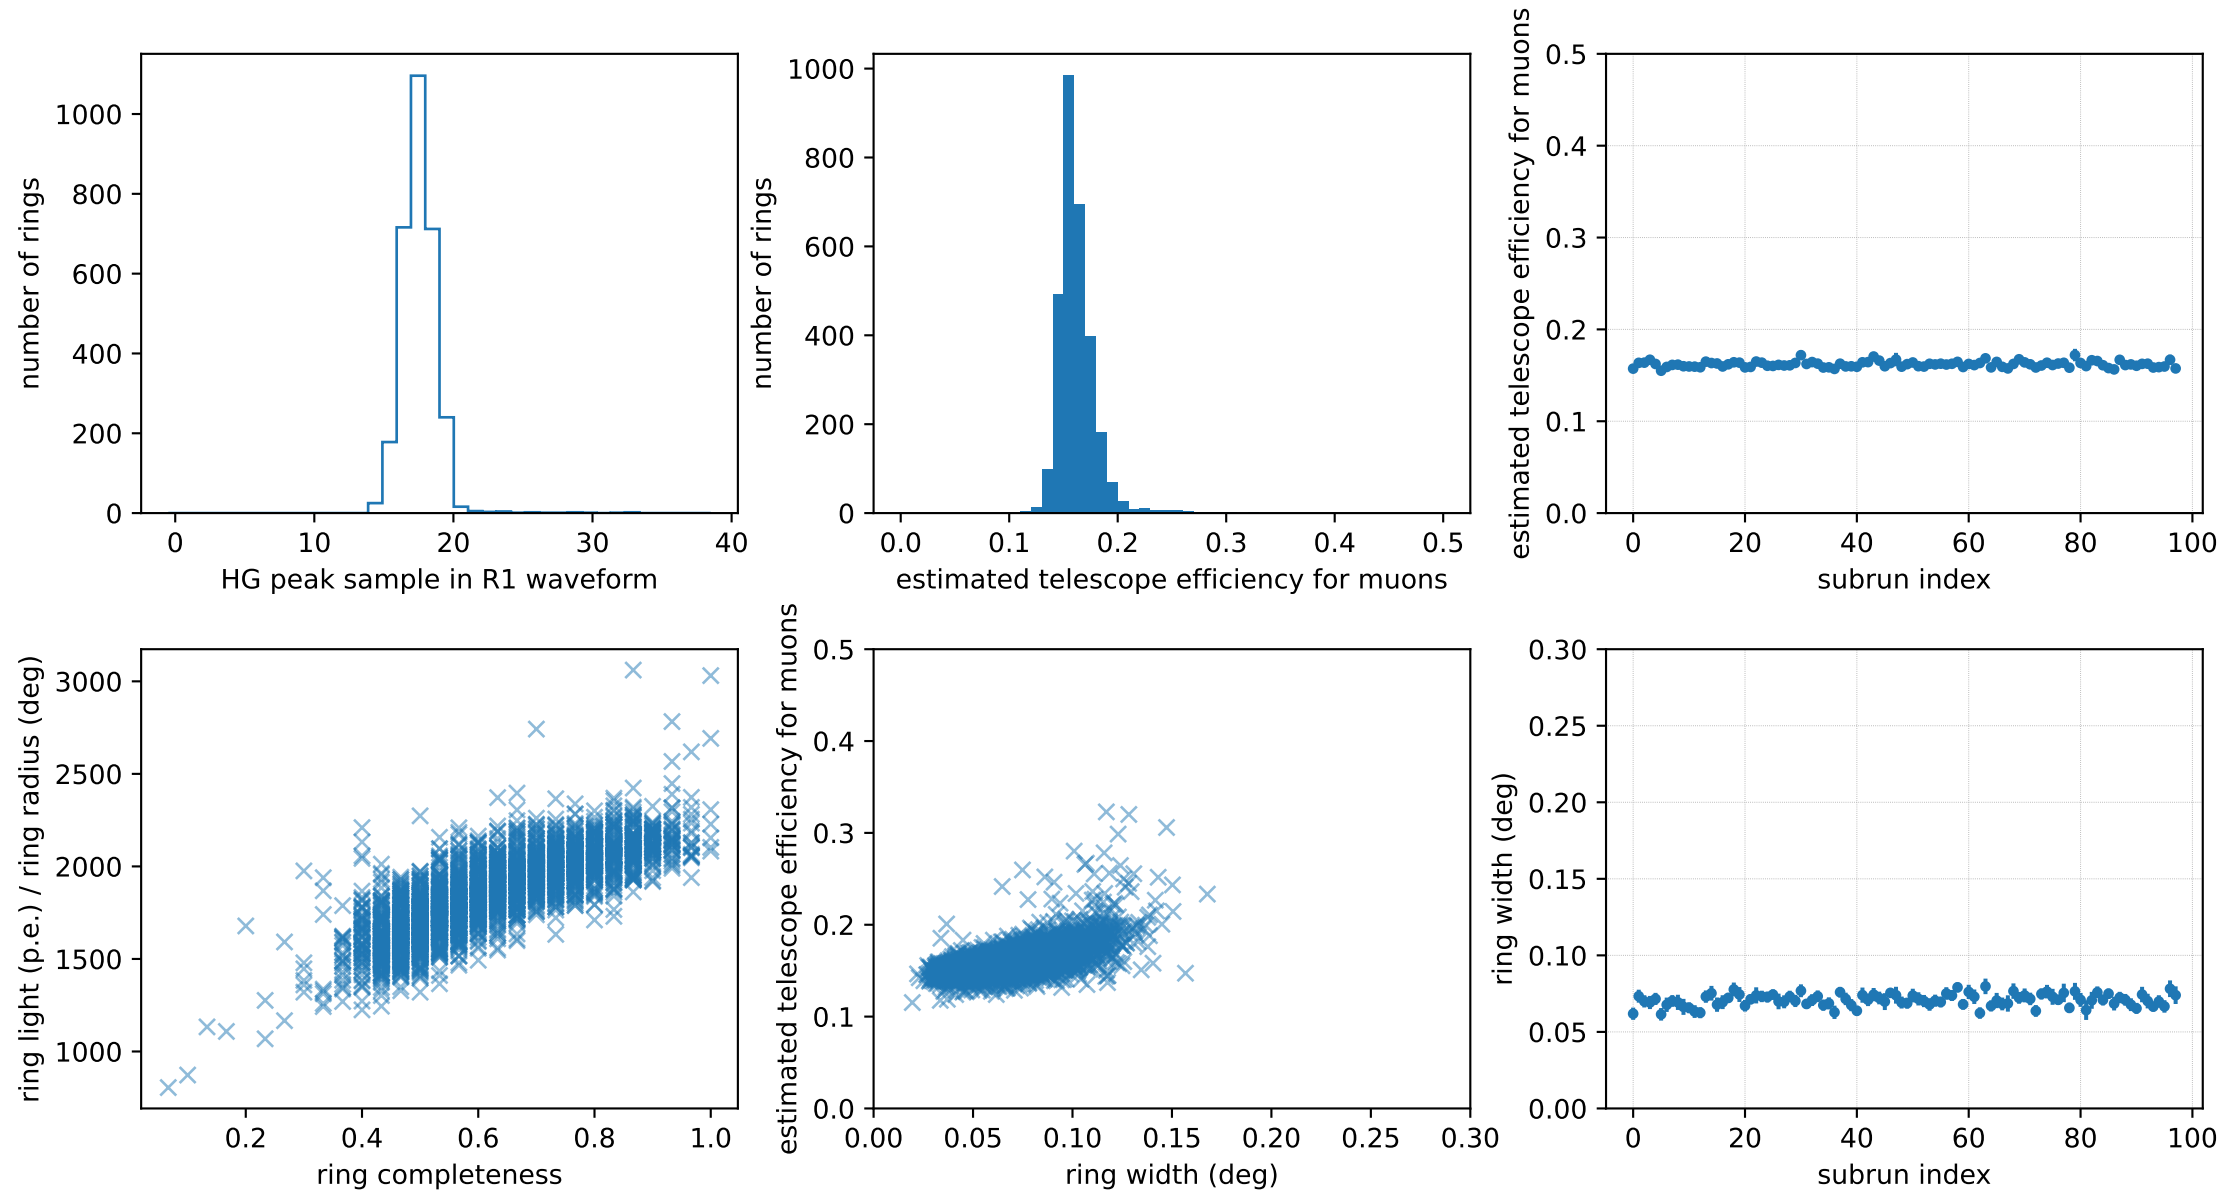 number of rings
1000
800
600
400
200
0
0 10 20 30 40
HG peak sample in R1 waveform
number of rings
1000
800
600
400
200
0
0.0 0.1 0.2 0.3 0.4 0.5
estimated telescope efficiency for muons
estimated telescope efficiency for muons
0.5
0.4
0.3
0.2
0.1
0.0
0 20 40 60 80 100
subrun index
ring light (p.e.) / ring radius (deg)
3000
2500
2000
1500
1000
0.2 0.4 0.6 0.8 1.0
ring completeness
estimated telescope efficiency for muons
0.5
0.4
0.3
0.2
0.1
0.0
0.00 0.05 0.10 0.15 0.20 0.25 0.30
ring width (deg)
ring width (deg)
0.30
0.25
0.20
0.15
0.10
0.05
0.00
0 20 40 60 80 100
subrun index